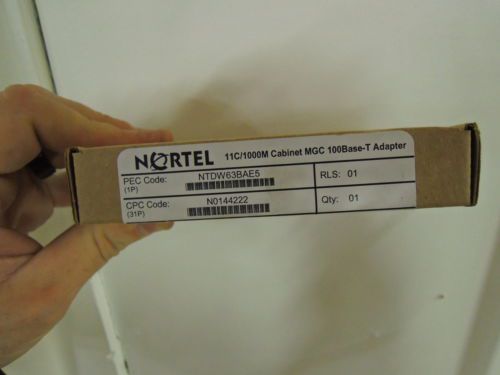 NORTEL 11C/1000M Cabinet MGC 100Base-T Adapter
PEC Code: NTDW63BAE5 RLS: 01
(1P)
CPC Code: N0144222 Qty: 01
(31P)